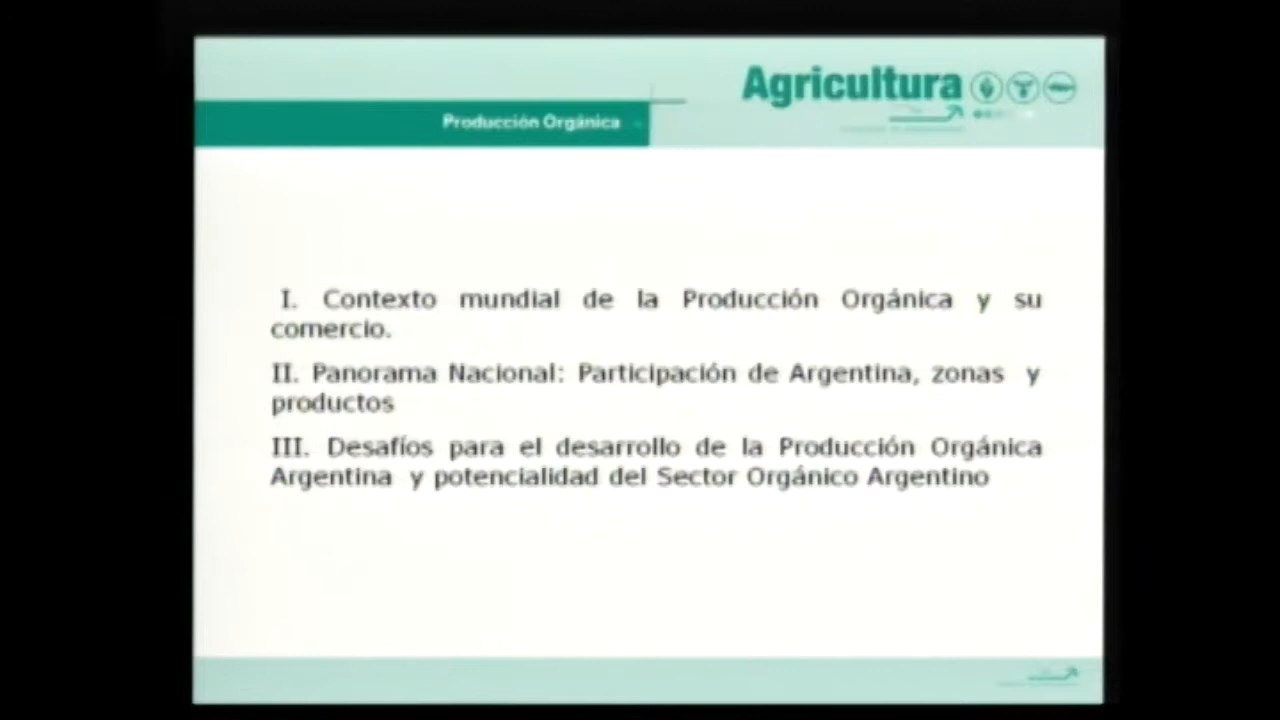 Agricultura
Producción Orgánica
I. Contexto mundial de la Producción Orgánica y su
comercio.
II. Panorama Nacional: Participación de Argentina, zonas y
productos
III. Desafíos para el desarrollo de la Producción Orgánica
Argentina y potencialidad del Sector Orgánico Argentino